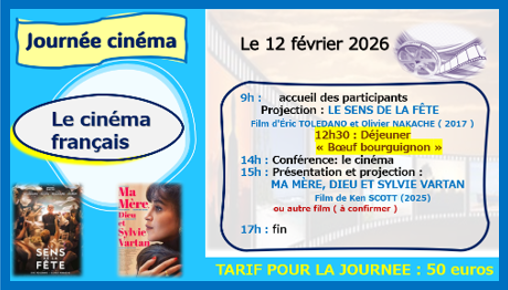 Journée cinéma
Le cinéma
français
SENS
DE LA
FÊTE
Ma
Mère,
Dieu
et
Sylvie
Vartan
Le 12 février 2026
9h : accueil des participants
Projection : LE SENS DE LA FÊTE
Film d'Éric TOLEDANO et Olivier NAKACHE ( 2017 )
12h30 : Déjeuner
« Bœuf bourguignon »
14h : Conférence: le cinéma
15h : Présentation et projection :
MA MÈRE, DIEU ET SYLVIE VARTAN
Film de Ken SCOTT (2025)
ou autre film ( à confirmer )
17h : fin
TARIF POUR LA JOURNEE : 50 euros